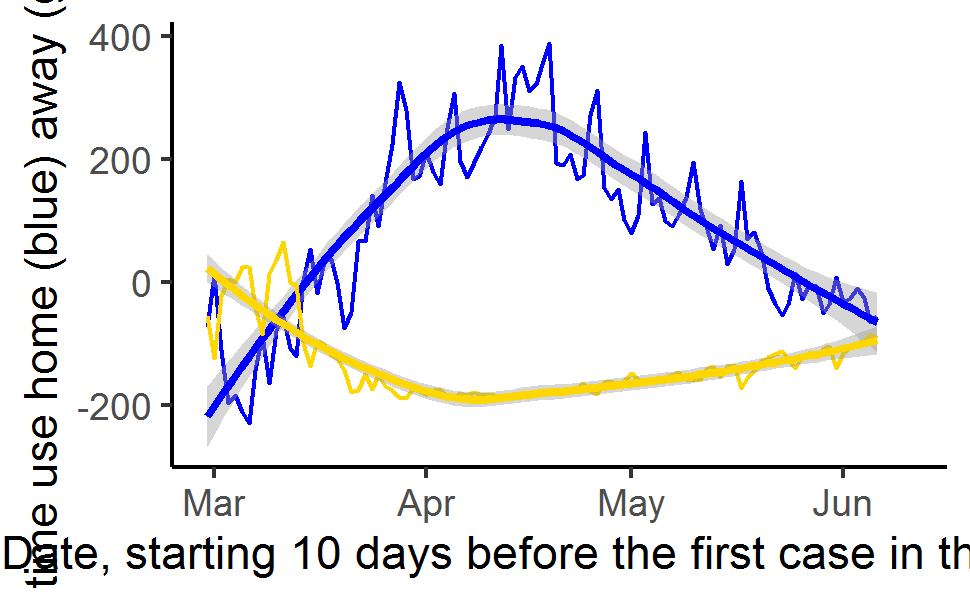 time use home (blue) away (
400
200
0
-200
Mar Apr May Jun
Date, starting 10 days before the first case in th